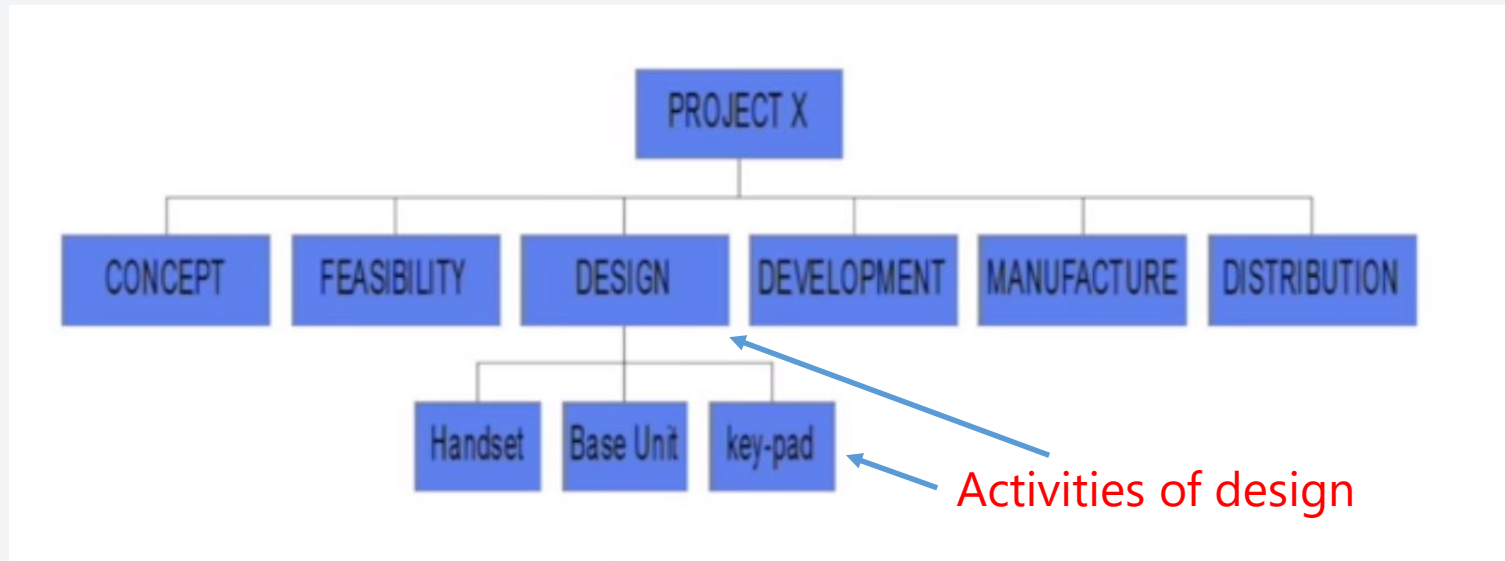 PROJECT X
CONCEPT
FEASIBILITY
DESIGN
DEVELOPMENT
MANUFACTURE
DISTRIBUTION
Handset
Base Unit
key-pad
Activities of design